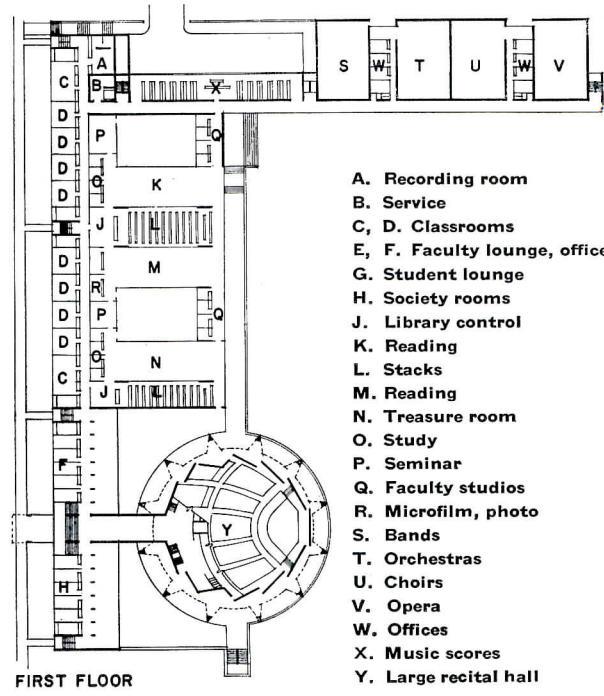 A
S
W
T
U
W
V
C
B
X
D
P
Q
D
D
O
K
D
J
L
D
M
D
R
D
P
Q
D
O
N
C
J
L
F
Y
H
A. Recording room
B. Service
C, D. Classrooms
E, F. Faculty lounge, office
G. Student lounge
H. Society rooms
J. Library control
K. Reading
L. Stacks
M. Reading
N. Treasure room
O. Study
P. Seminar
Q. Faculty studios
R. Microfilm, photo
S. Bands
T. Orchestras
U. Choirs
V. Opera
W. Offices
X. Music scores
Y. Large recital hall
FIRST FLOOR